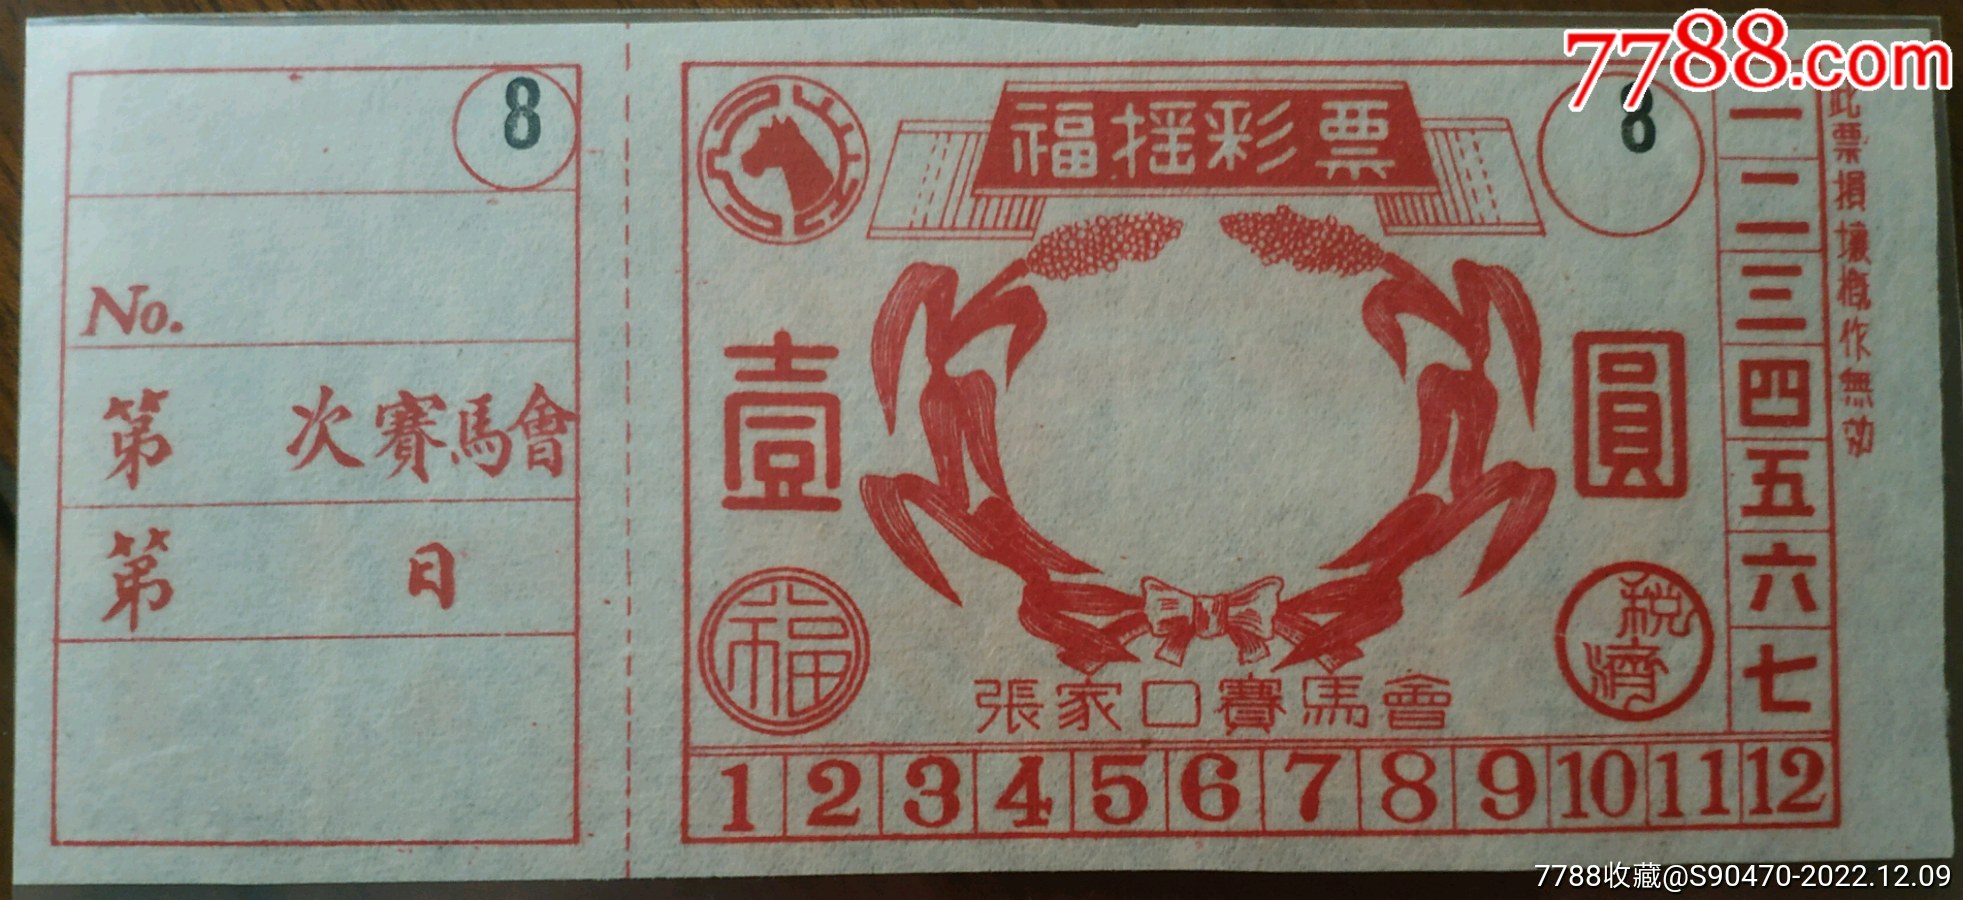 7788.com
8
No.
第 次賽馬會
第 日
福摇彩票
8
壹
圓
福
税
濟
張家口賽馬會
一
二
三
四
五
六
七
此票損壞概作無効
1 2 3 4 5 6 7 8 9 10 11 12
7788收藏@S90470-2022.12.09